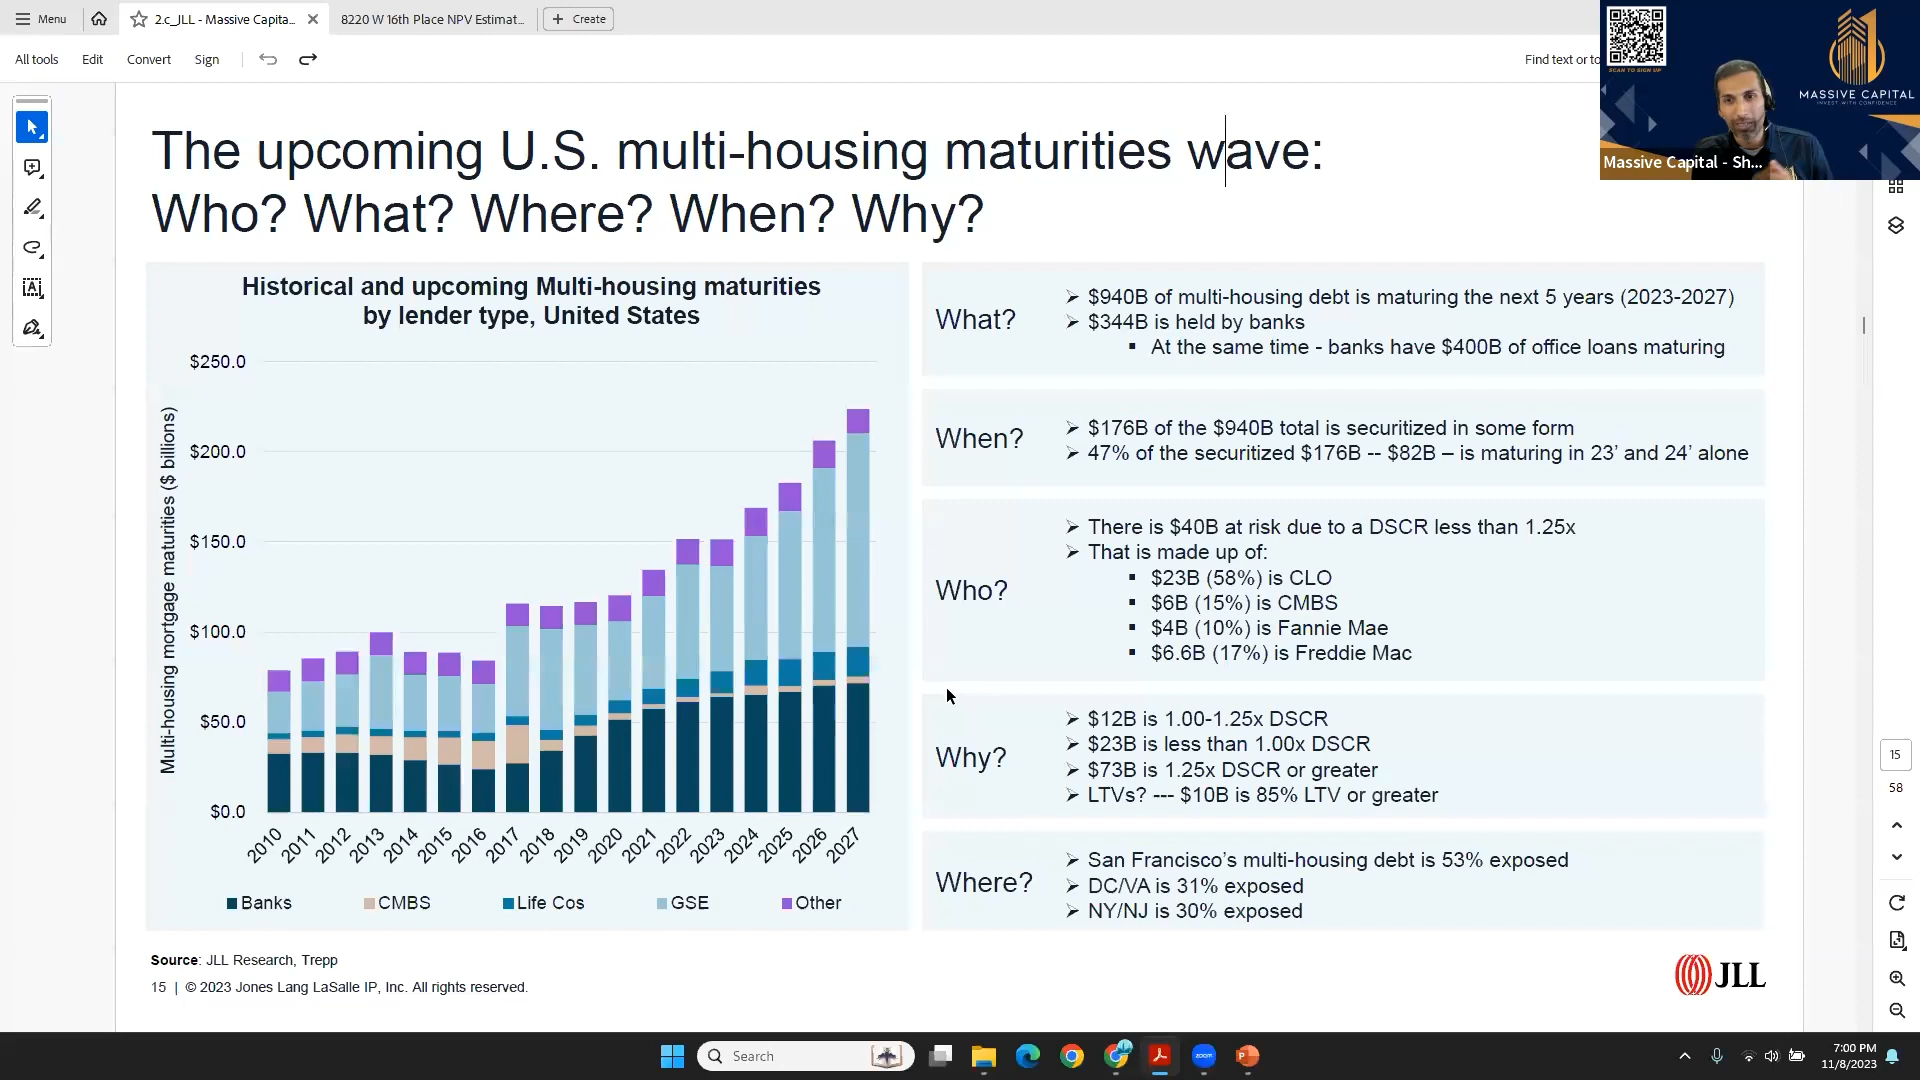 Menu
2.c_JLL - Massive Capita...
8220 W 16th Place NPV Estimat...
Create
All tools
Edit
Convert
Sign
Find text or to
SCAN TO SIGN UP
MASSIVE CAPITAL
INVEST WITH CONFIDENCE
Massive Capital - Sh...
The upcoming U.S. multi-housing maturities wave:
Who? What? Where? When? Why?
Historical and upcoming Multi-housing maturities
by lender type, United States
Multi-housing mortgage maturities ($ billions)
$250.0
$200.0
$150.0
$100.0
$50.0
$0.0
2010
2011
2012
2013
2014
2015
2016
2017
2018
2019
2020
2021
2022
2023
2024
2025
2026
2027
Banks
CMBS
Life Cos
GSE
Other
What?
➢ $940B of multi-housing debt is maturing the next 5 years (2023-2027)
➢ $344B is held by banks
▪ At the same time - banks have $400B of office loans maturing
When?
➢ $176B of the $940B total is securitized in some form
➢ 47% of the securitized $176B -- $82B – is maturing in 23’ and 24’ alone
Who?
➢ There is $40B at risk due to a DSCR less than 1.25x
➢ That is made up of:
▪ $23B (58%) is CLO
▪ $6B (15%) is CMBS
▪ $4B (10%) is Fannie Mae
▪ $6.6B (17%) is Freddie Mac
Why?
➢ $12B is 1.00-1.25x DSCR
➢ $23B is less than 1.00x DSCR
➢ $73B is 1.25x DSCR or greater
➢ LTVs? --- $10B is 85% LTV or greater
Where?
➢ San Francisco’s multi-housing debt is 53% exposed
➢ DC/VA is 31% exposed
➢ NY/NJ is 30% exposed
Source: JLL Research, Trepp
15 | © 2023 Jones Lang LaSalle IP, Inc. All rights reserved.
JLL
15
58
Search
zoom
7:00 PM
11/8/2023